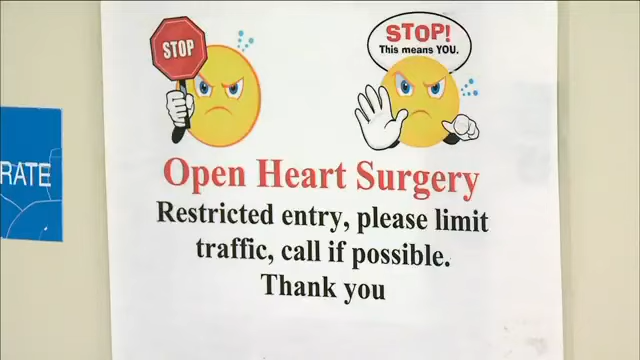 STOP
STOP!
This means YOU.
RATE
Open Heart Surgery
Restricted entry, please limit
traffic, call if possible.
Thank you